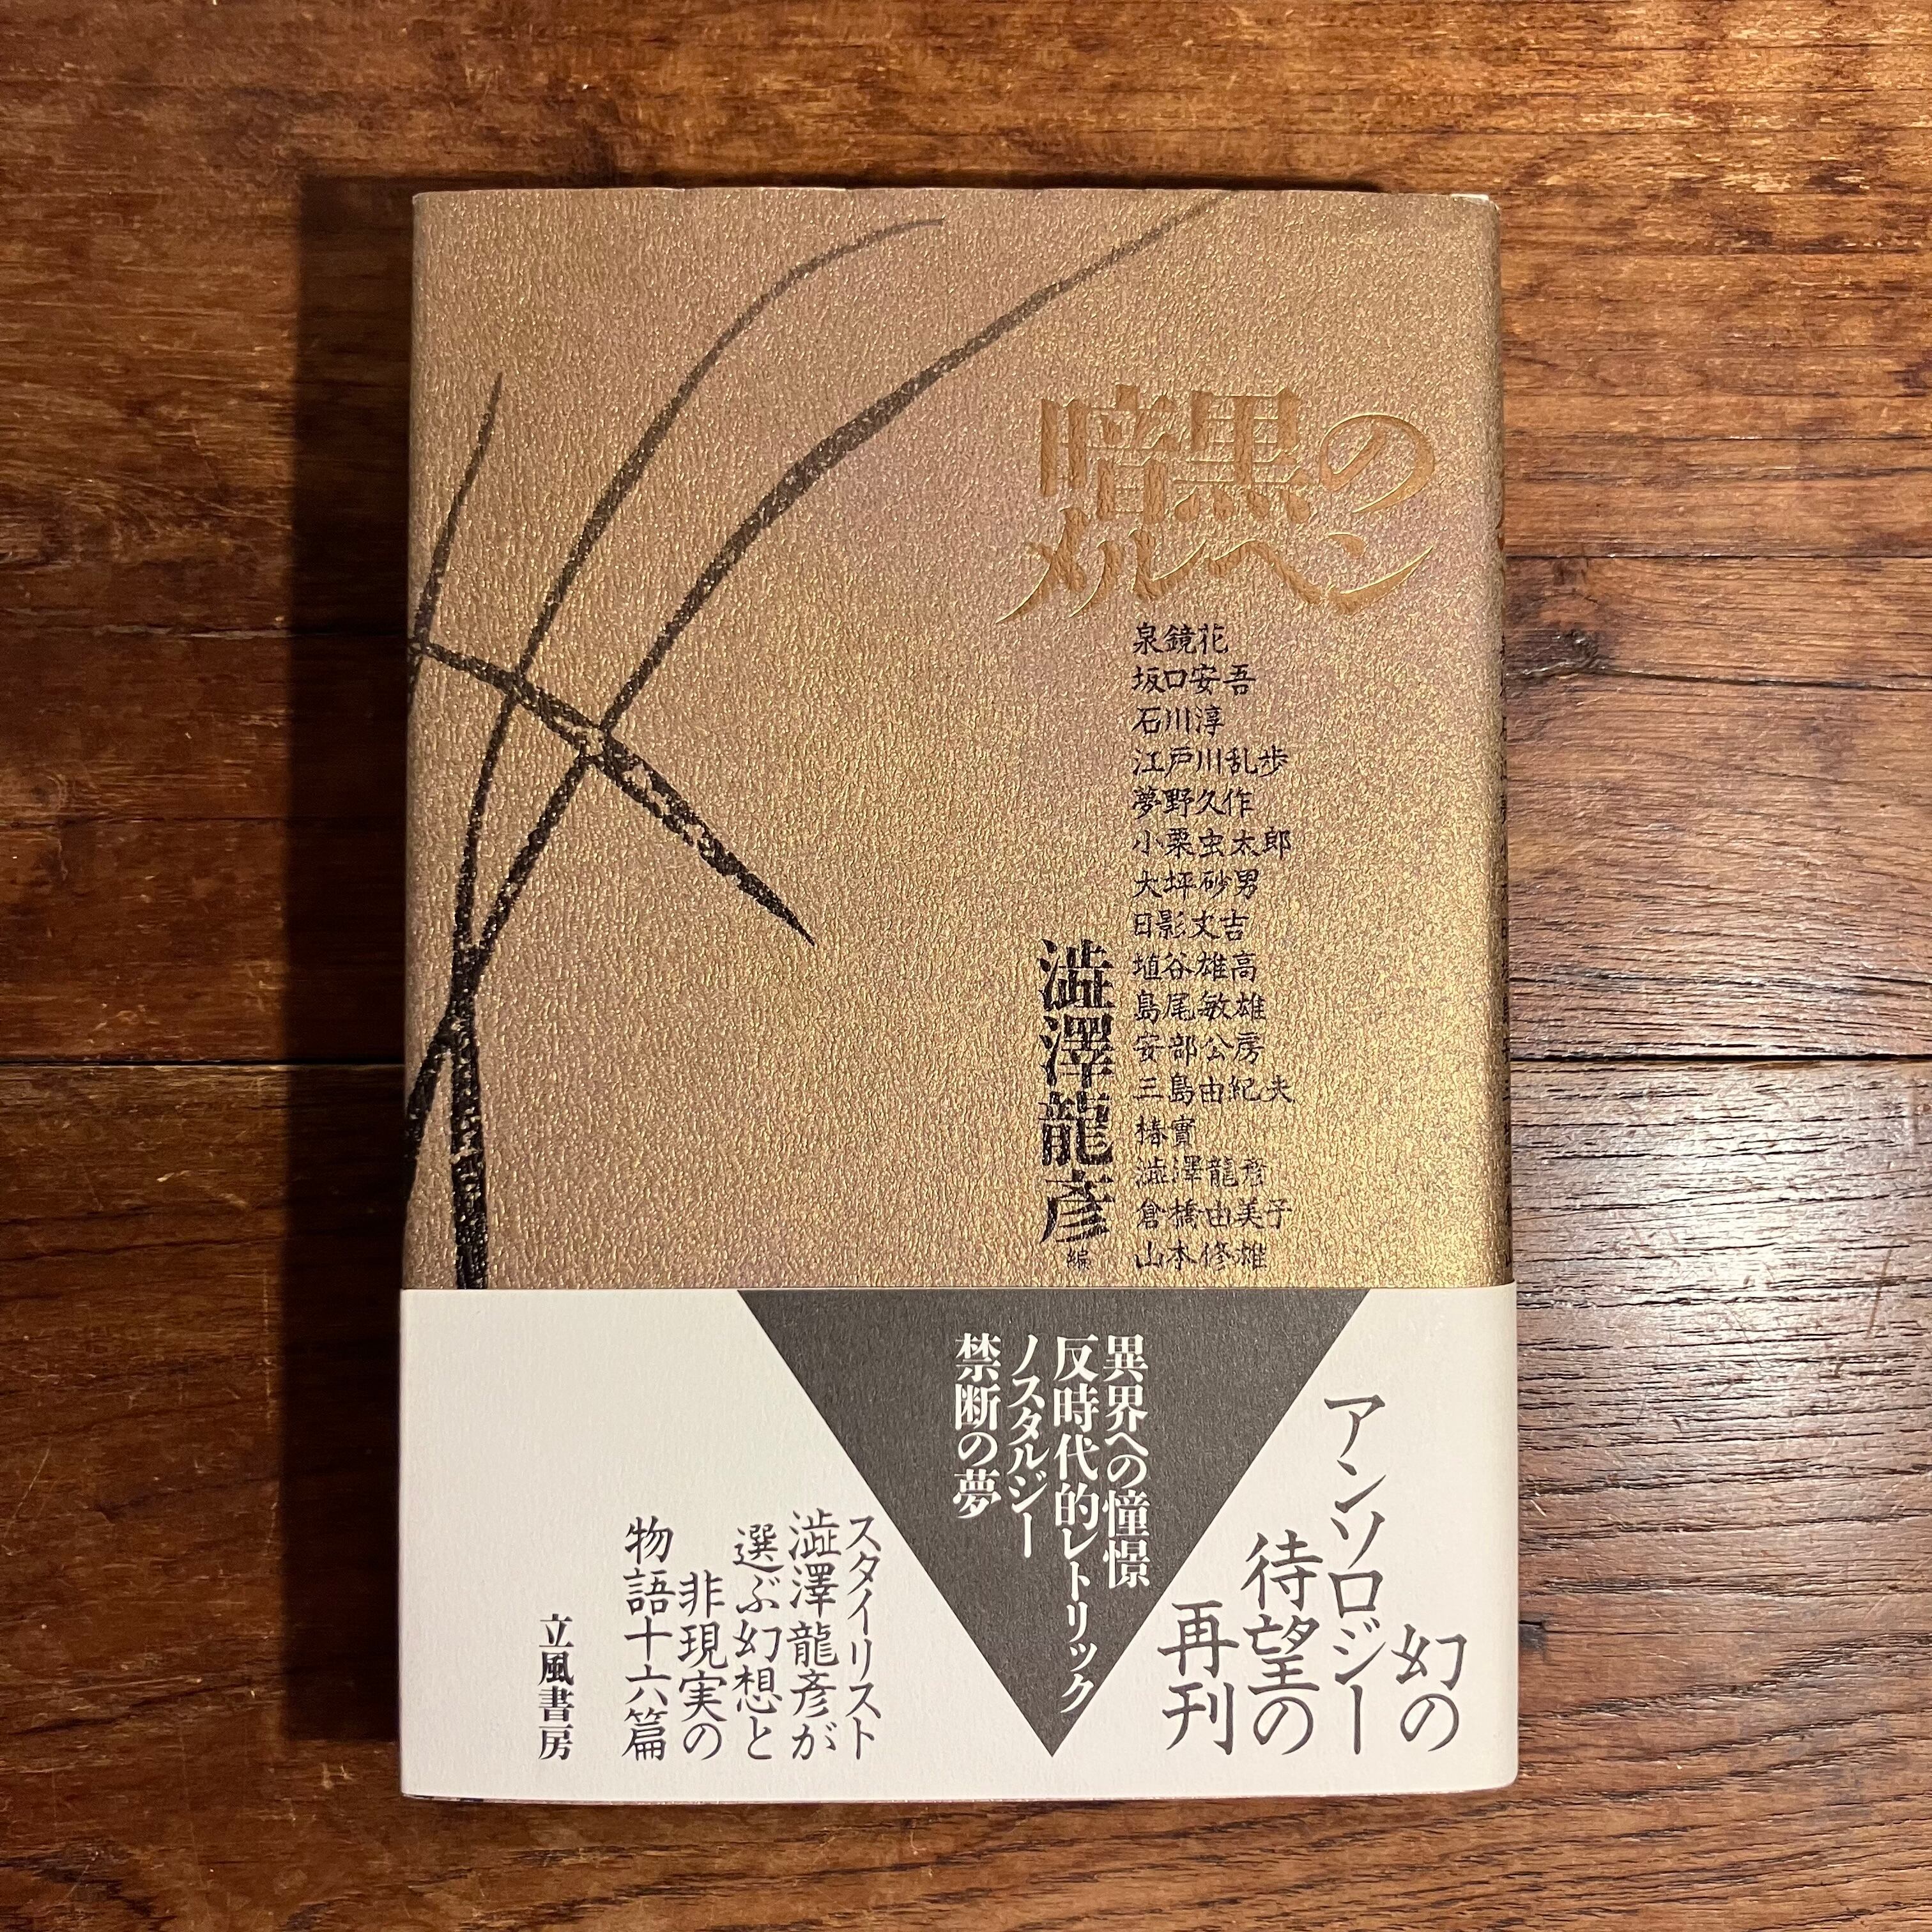 暗黒の
メルヘン
泉鏡花
坂口安吾
石川淳
江戸川乱歩
夢野久作
小栗虫太郎
大坪砂男
日影丈吉
埴谷雄高
島尾敏雄
安部公房
三島由紀夫
椿實
澁澤龍彥
倉橋由美子
山本修雄
澁澤龍彥
編
幻の
アンソロジー
待望の
再刊
異界への憧憬
反時代的レトリック
ノスタルジー
禁断の夢
スタイリスト
澁澤龍彥が
選ぶ幻想と
非現実の
物語十六篇
立風書房